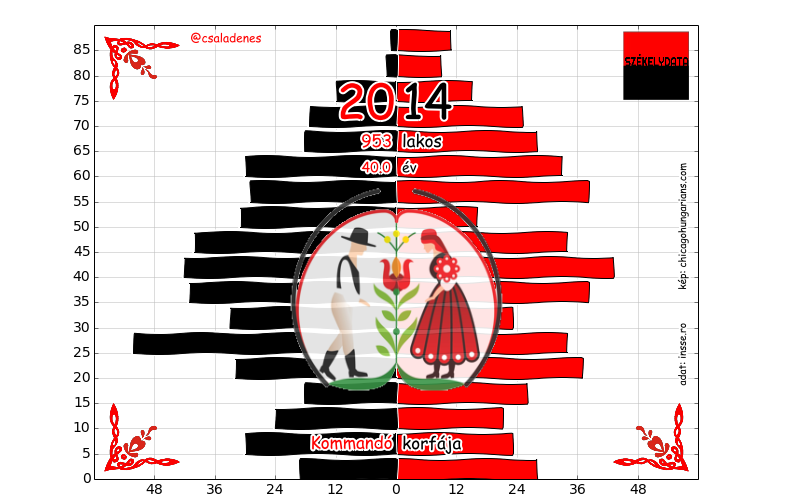 @csaladenes
SZÉKELYDATA
2014
953 lakos
40.0 év
kép: chicagohungarians.com
adat: insse.ro
Kommandó korfája
85
80
75
70
65
60
55
50
45
40
35
30
25
20
15
10
5
0
48 36 24 12 0 12 24 36 48